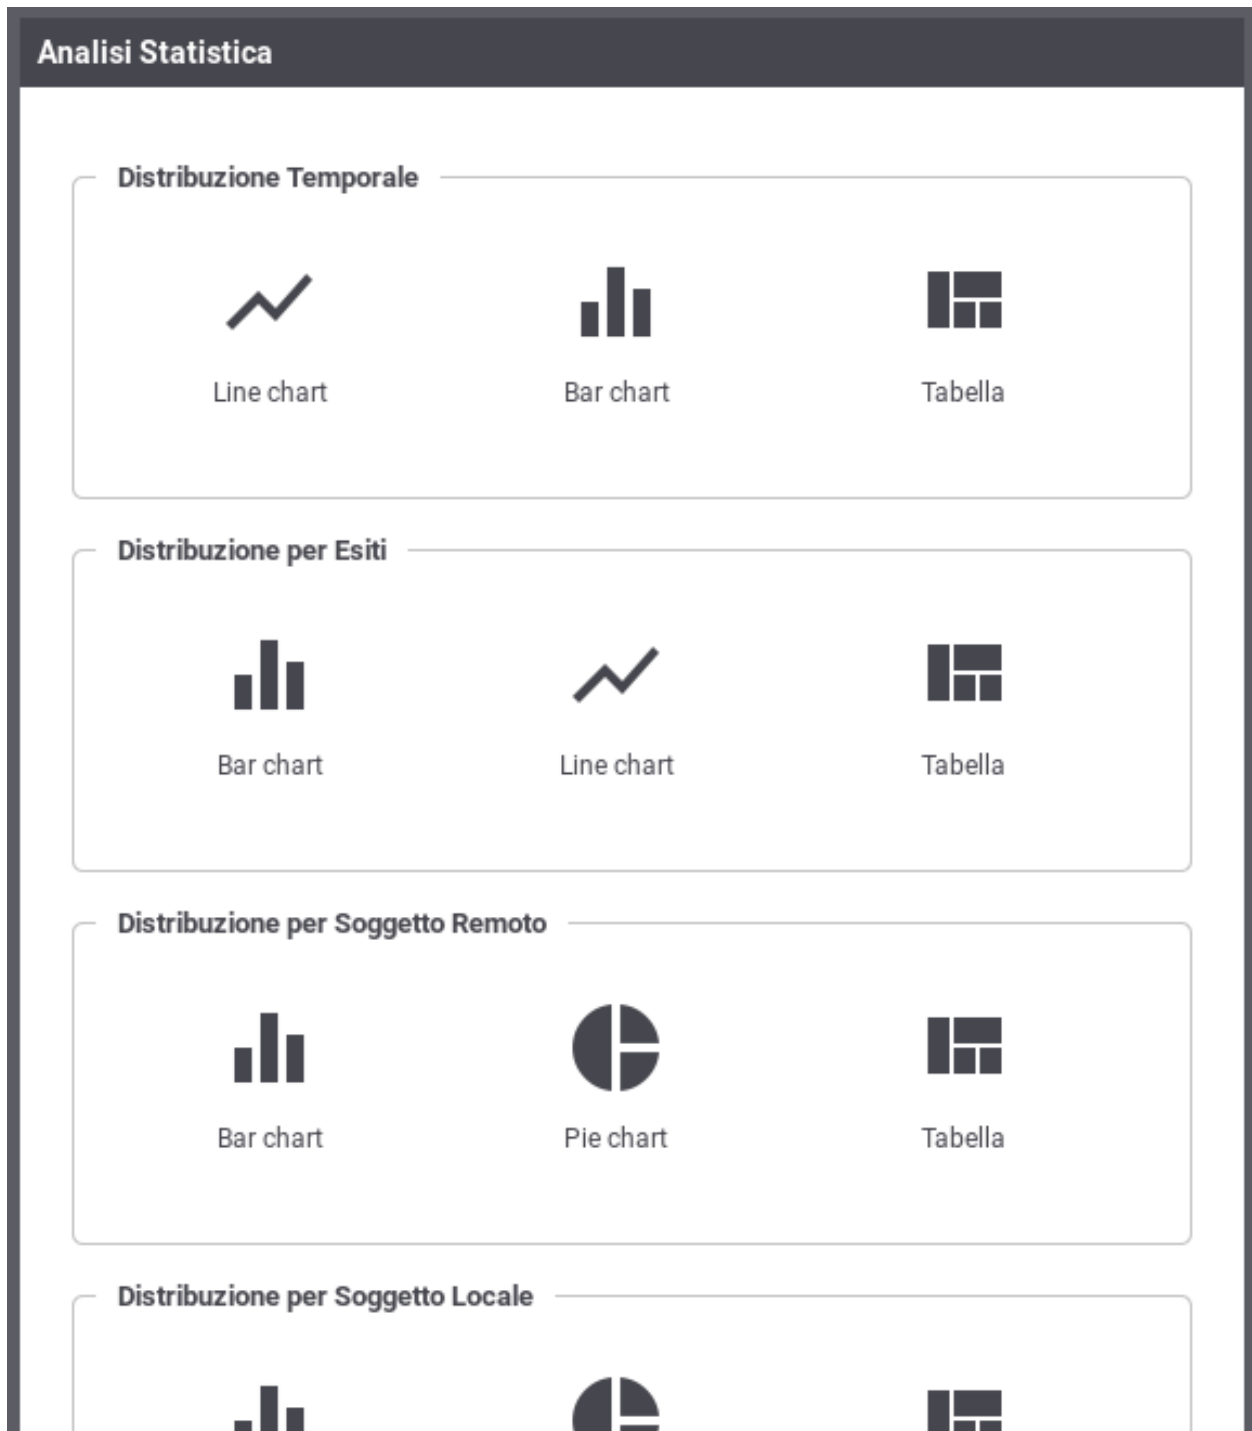 Analisi Statistica
Distribuzione Temporale
Line chart Bar chart Tabella
Distribuzione per Esiti
Bar chart Line chart Tabella
Distribuzione per Soggetto Remoto
Bar chart Pie chart Tabella
Distribuzione per Soggetto Locale